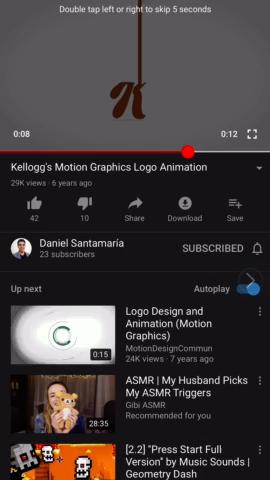 Double tap left or right to skip 5 seconds
K
0:08
0:12
Kellogg's Motion Graphics Logo Animation
29K views · 6 years ago
42
10
Share
Download
Save
Daniel Santamaría
23 subscribers
SUBSCRIBED
Up next
Autoplay
Logo Design and
Animation (Motion
Graphics)
MotionDesignCommun
24K views · 7 years ago
0:15
ASMR | My Husband Picks
My ASMR Triggers
Gibi ASMR
Recommended for you
28:35
[2.2] "Press Start Full
Version" by Music Sounds |
Geometry Dash